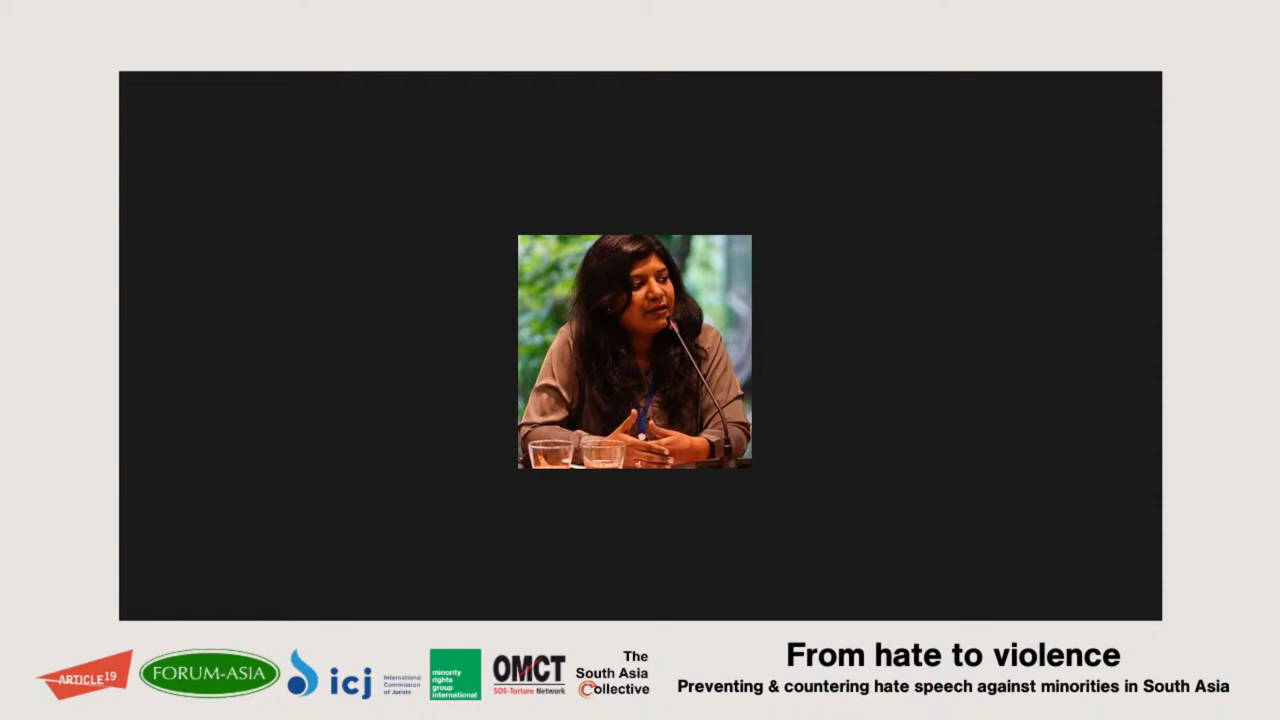 ARTICLE 19
FORUM-ASIA
icj
International
Commission
of Jurists
minority
rights
group
international
OMCT
SOS-Torture Network
The
South Asia
Collective
From hate to violence
Preventing & countering hate speech against minorities in South Asia